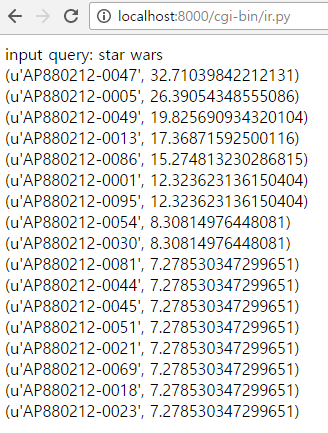 localhost:8000/cgi-bin/ir.py
input query: star wars
(u'AP880212-0047', 32.71039842212131)
(u'AP880212-0005', 26.39054348555086)
(u'AP880212-0049', 19.825690934320104)
(u'AP880212-0013', 17.36871592500116)
(u'AP880212-0086', 15.274813230286815)
(u'AP880212-0001', 12.323623136150404)
(u'AP880212-0095', 12.323623136150404)
(u'AP880212-0054', 8.30814976448081)
(u'AP880212-0030', 8.30814976448081)
(u'AP880212-0081', 7.278530347299651)
(u'AP880212-0044', 7.278530347299651)
(u'AP880212-0045', 7.278530347299651)
(u'AP880212-0051', 7.278530347299651)
(u'AP880212-0021', 7.278530347299651)
(u'AP880212-0069', 7.278530347299651)
(u'AP880212-0018', 7.278530347299651)
(u'AP880212-0023', 7.278530347299651)